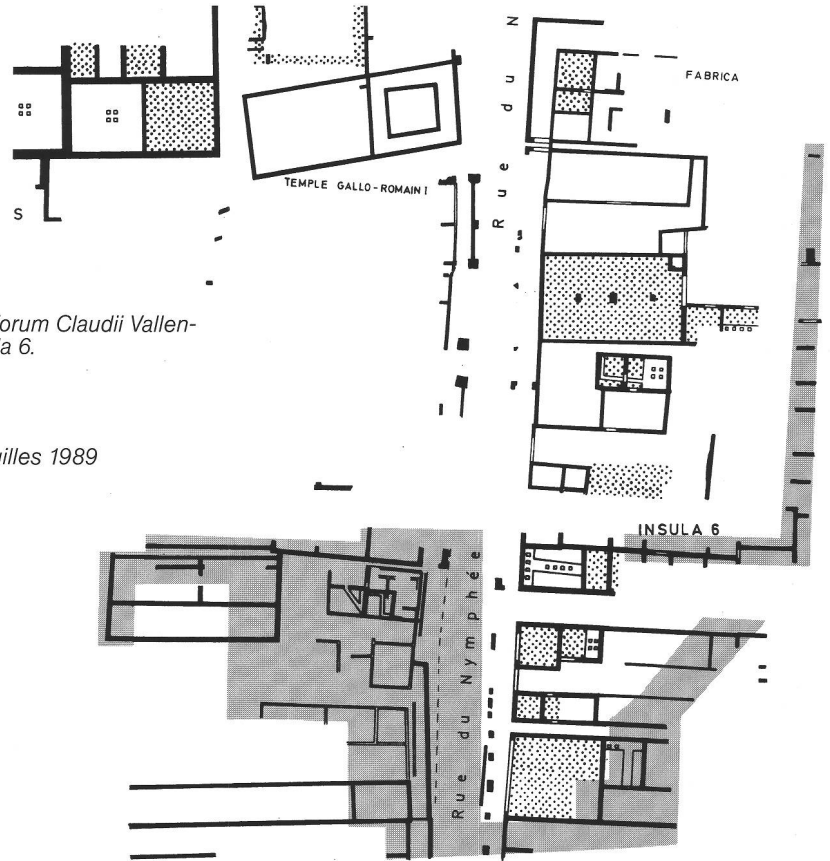 Rue du N
FABRICA
TEMPLE GALLO-ROMAIN I
S
orum Claudii Vallen-
a 6.
illes 1989
INSULA 6
Rue du Nymphée